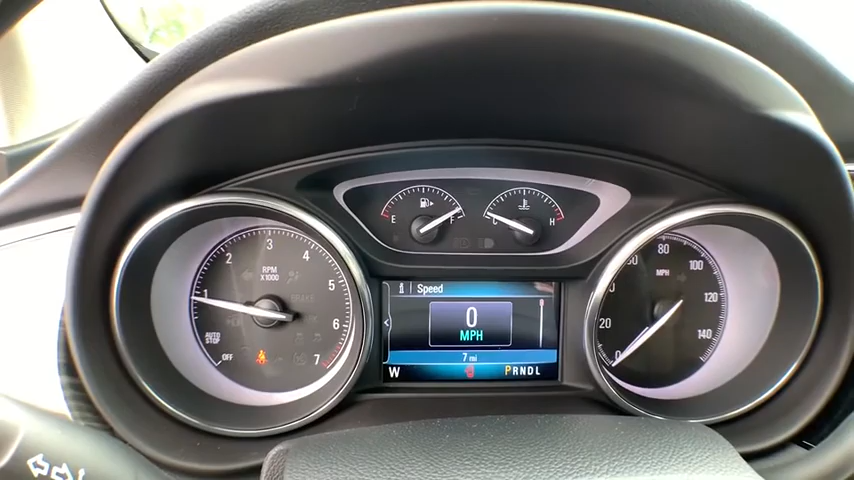 E F
C H
RPM
X1000
1
2
3
4
5
6
7
AUTO
STOP
OFF
BRAKE
i Speed
0
MPH
7 mi
W PRNDL
MPH
0
20
80
100
120
140